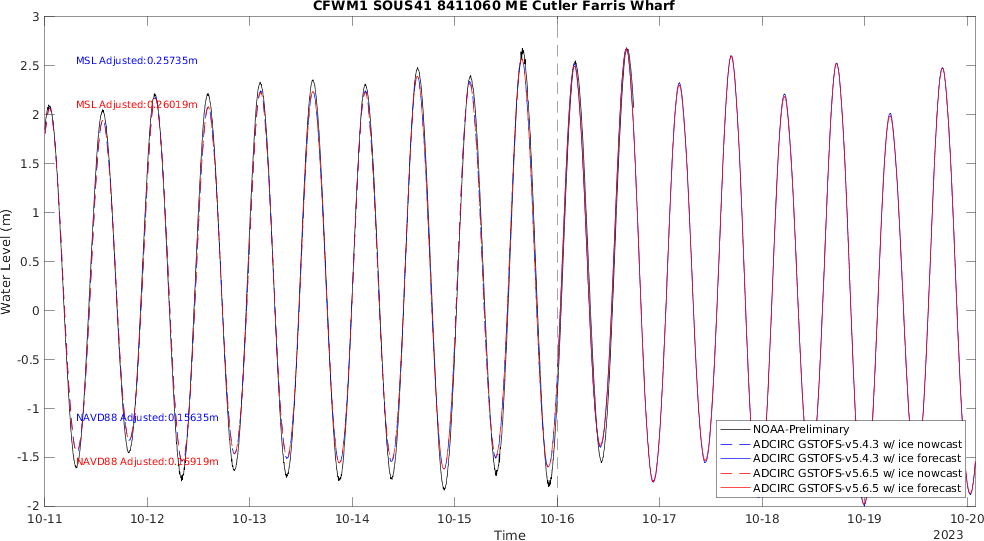 CFWM1 SOUS41 8411060 ME Cutler Farris Wharf
3
2.5
2
1.5
1
0.5
0
-0.5
-1
-1.5
-2
Water Level (m)
MSL Adjusted:0.25735m
MSL Adjusted:0.26019m
NAVD88 Adjusted:0.15635m
NAVD88 Adjusted:0.15919m
NOAA-Preliminary
ADCIRC GSTOFS-v5.4.3 w/ ice nowcast
ADCIRC GSTOFS-v5.4.3 w/ ice forecast
ADCIRC GSTOFS-v5.6.5 w/ ice nowcast
ADCIRC GSTOFS-v5.6.5 w/ ice forecast
10-11 10-12 10-13 10-14 10-15 10-16 10-17 10-18 10-19 10-20
Time
2023